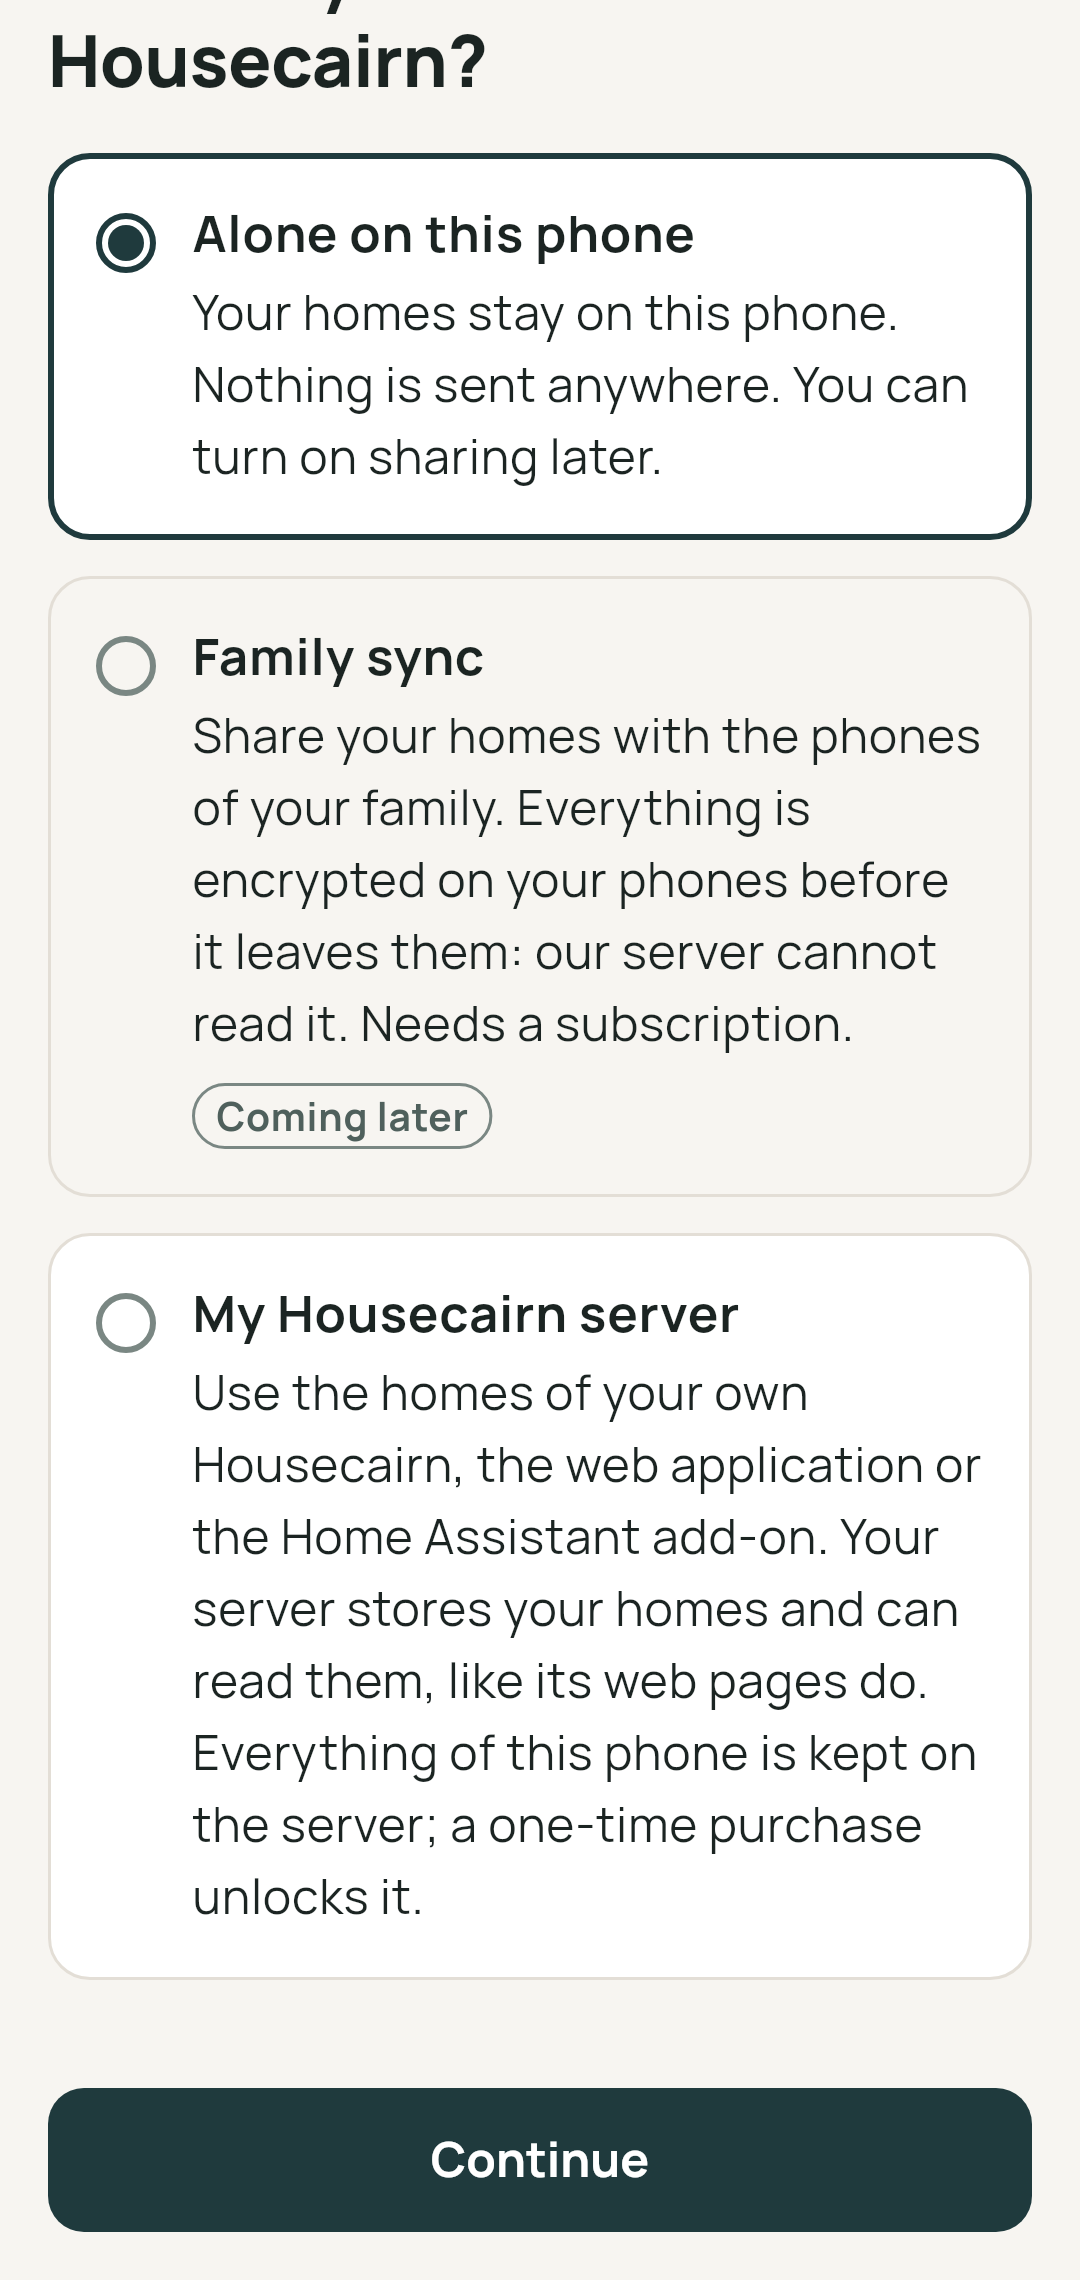 Housecairn?
Alone on this phone
Your homes stay on this phone.
Nothing is sent anywhere. You can
turn on sharing later.
Family sync
Share your homes with the phones
of your family. Everything is
encrypted on your phones before
it leaves them: our server cannot
read it. Needs a subscription.
Coming later
My Housecairn server
Use the homes of your own
Housecairn, the web application or
the Home Assistant add-on. Your
server stores your homes and can
read them, like its web pages do.
Everything of this phone is kept on
the server; a one-time purchase
unlocks it.
Continue